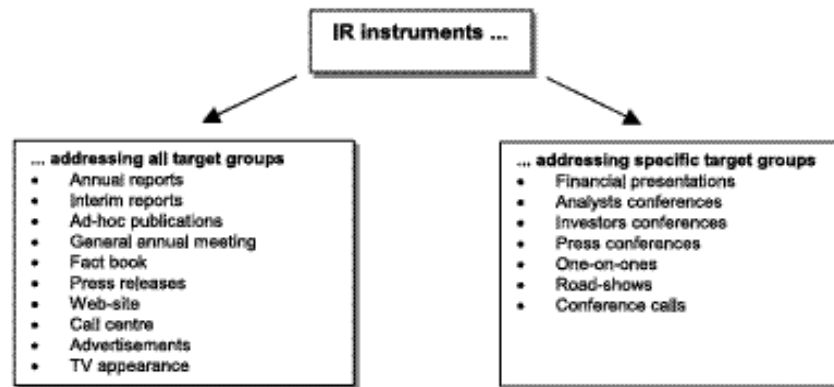 IR instruments ...
... addressing all target groups
• Annual reports
• Interim reports
• Ad-hoc publications
• General annual meeting
• Fact book
• Press releases
• Web-site
• Call centre
• Advertisements
• TV appearance
... addressing specific target groups
• Financial presentations
• Analysts conferences
• Investors conferences
• Press conferences
• One-on-ones
• Road-shows
• Conference calls